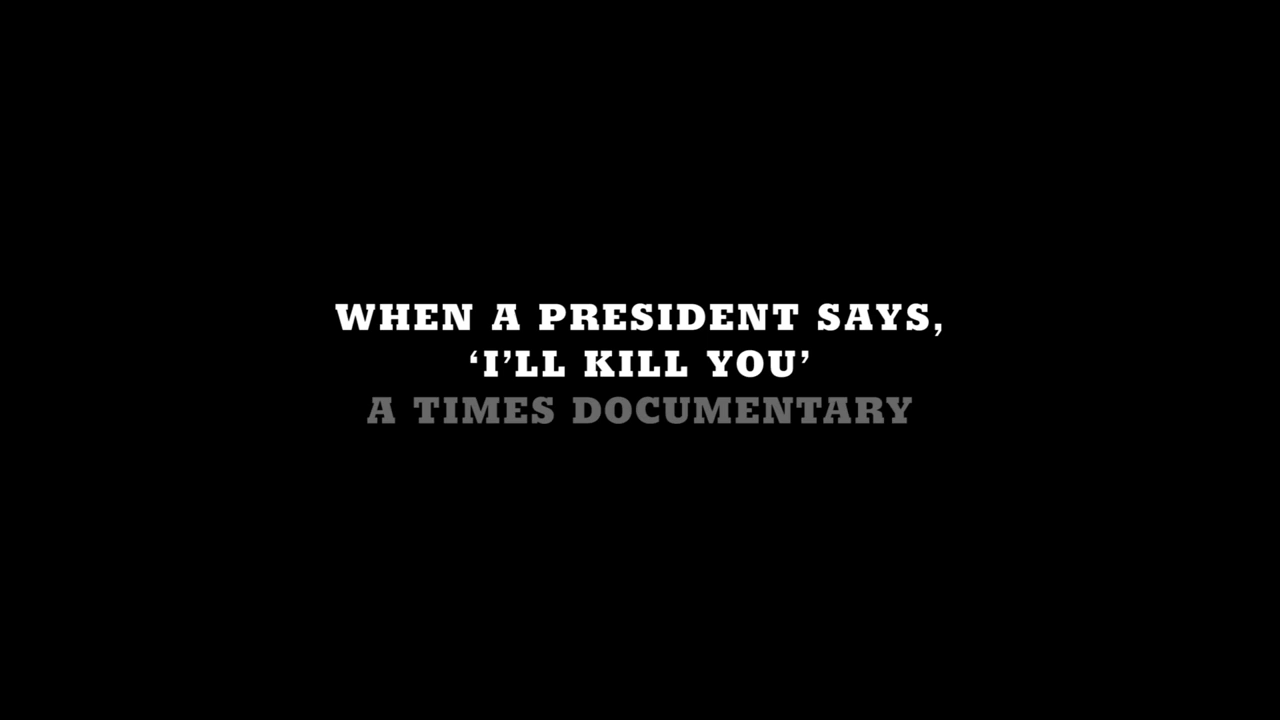 WHEN A PRESIDENT SAYS,
‘I’LL KILL YOU’
A TIMES DOCUMENTARY